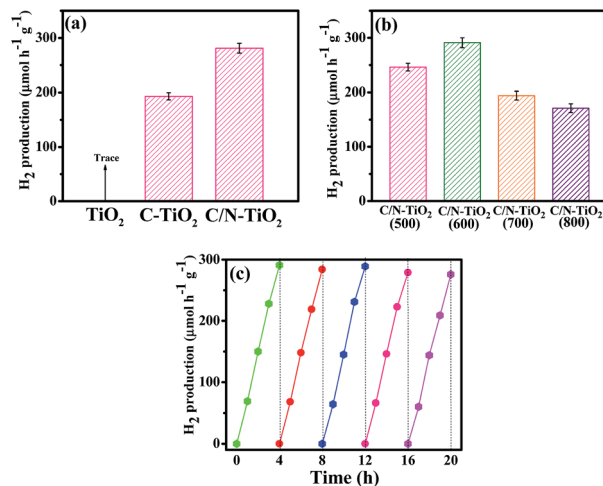 (a)
H2 production (μmol h-1 g-1)
300
200
100
0
Trace
TiO2 C-TiO2 C/N-TiO2
(b)
H2 production (μmol h-1 g-1)
300
200
100
0
C/N-TiO2 C/N-TiO2 C/N-TiO2 C/N-TiO2
(500) (600) (700) (800)
(c)
H2 production (μmol h-1 g-1)
300
200
100
0
0 4 8 12 16 20
Time (h)